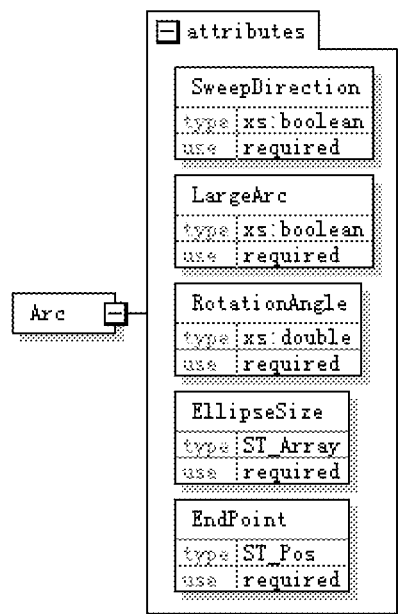 attributes
SweepDirection
type xs:boolean
use required
LargeArc
type xs:boolean
use required
Arc
RotationAngle
type xs:double
use required
EllipseSize
type ST_Array
use required
EndPoint
type ST_Pos
use required